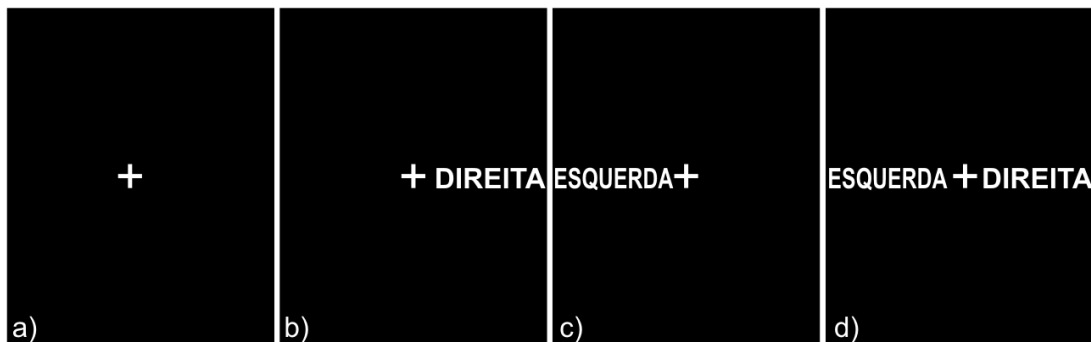 +
+ DIREITA
ESQUERDA+
ESQUERDA + DIREITA
a)
b)
c)
d)